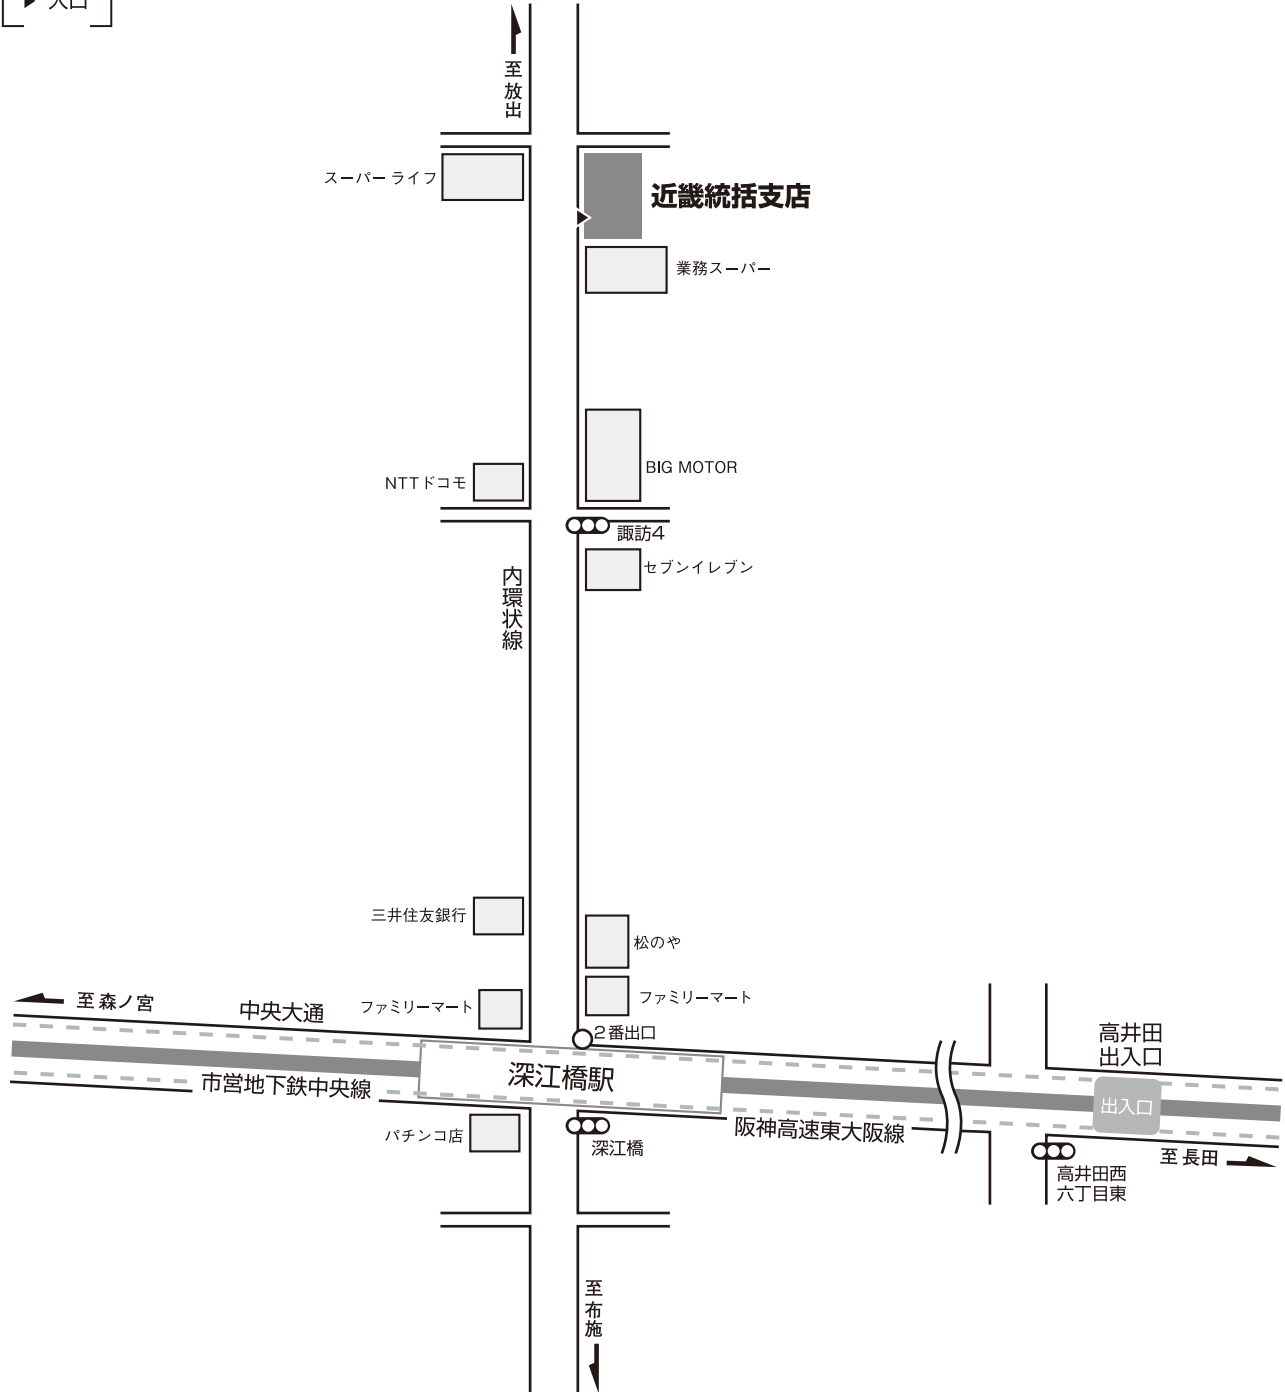 入口
至放出
スーパー ライフ
近畿統括支店
業務スーパー
BIG MOTOR
NTTドコモ
諏訪4
セブンイレブン
内環状線
三井住友銀行
松のや
ファミリーマート
ファミリーマート
至 森ノ宮
中央大通
2番出口
高井田
出入口
深江橋駅
市営地下鉄中央線
出入口
パチンコ店
深江橋
阪神高速東大阪線
至 長田
高井田西
六丁目東
至布施